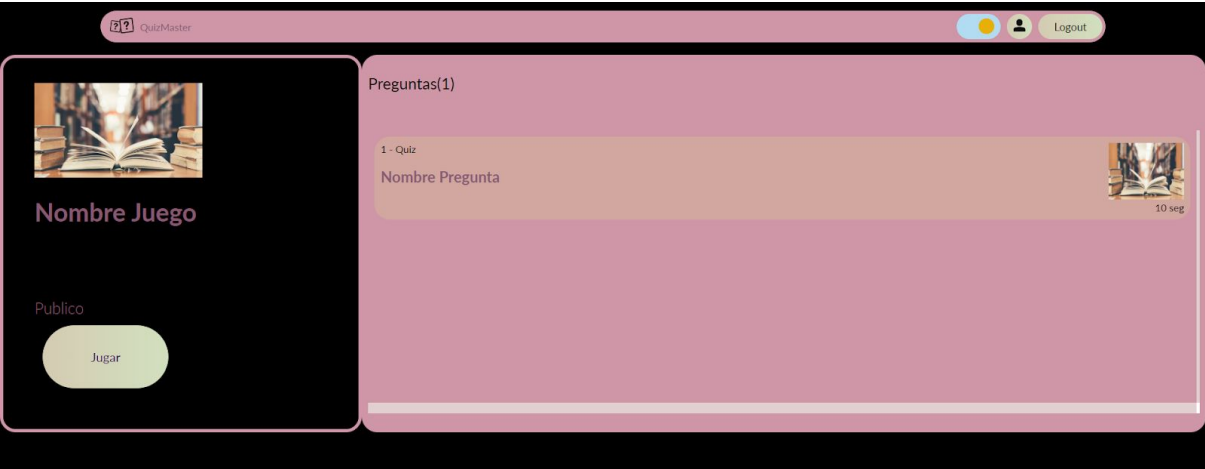 QuizMaster
Logout
Nombre Juego
Publico
Jugar
Preguntas(1)
1 - Quiz
Nombre Pregunta
10 seg